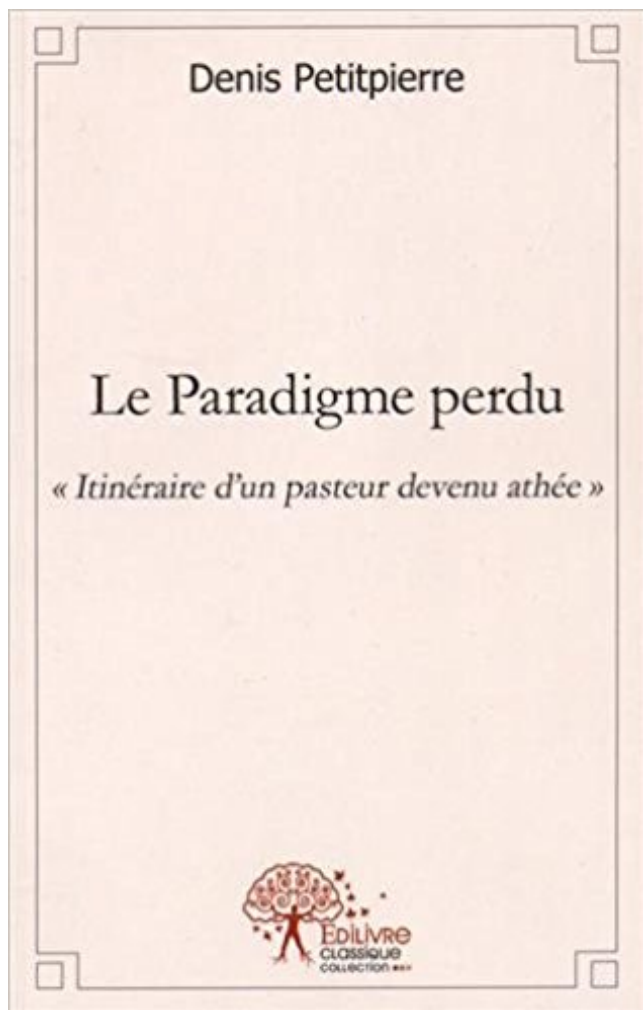 Denis Petitpierre
Le Paradigme perdu
« Itinéraire d'un pasteur devenu athée »
EDILIVRE
CLASSIQUE
COLLECTION